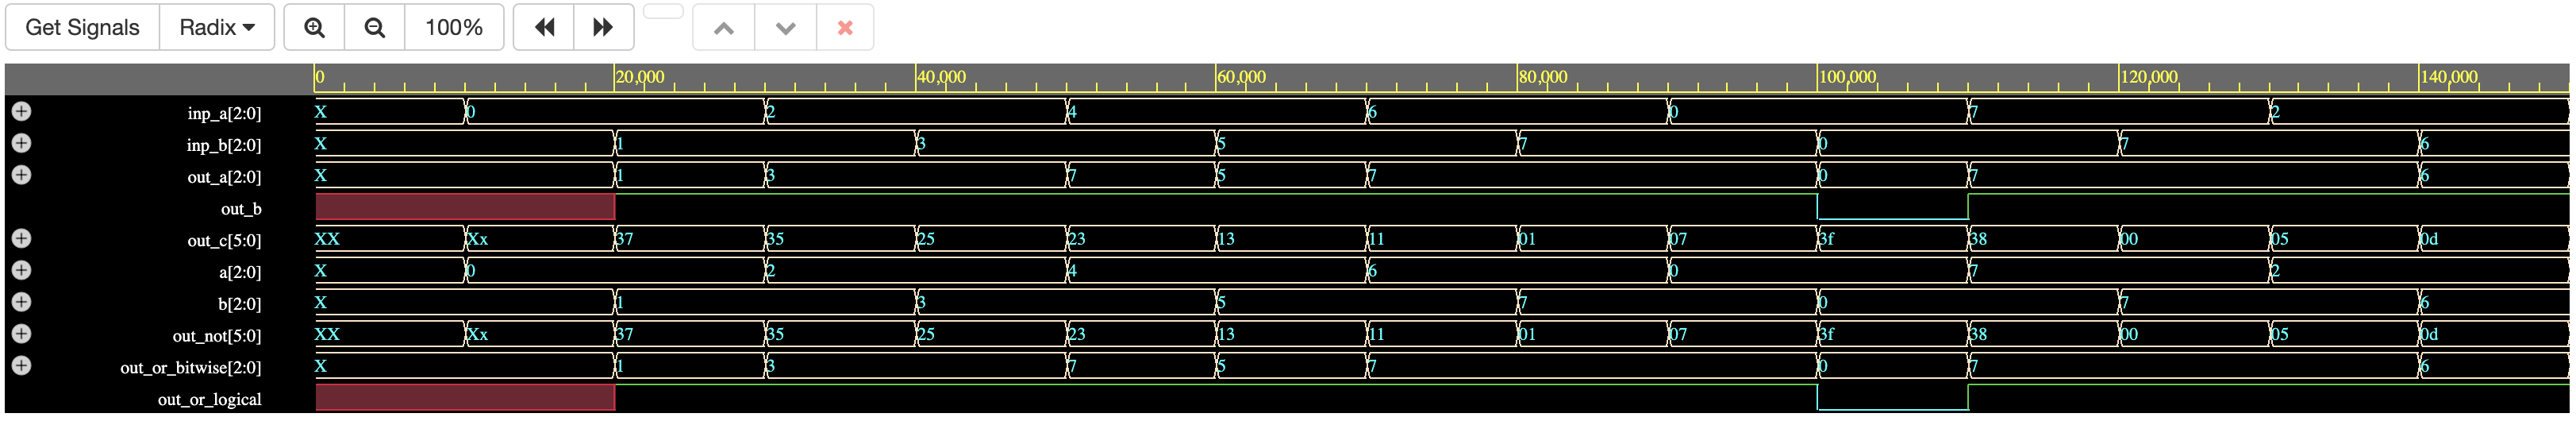 Get Signals Radix 100%
0 20,000 40,000 60,000 80,000 100,000 120,000 140,000
inp_a[2:0] X 0 2 4 6 0 7 2
inp_b[2:0] X 1 3 5 7 0 7 6
out_a[2:0] X 1 3 7 5 7 0 7 6
out_b
out_c[5:0] XX Xx 37 35 25 23 13 11 01 07 3f 38 00 05 0d
a[2:0] X 0 2 4 6 0 7 2
b[2:0] X 1 3 5 7 0 7 6
out_not[5:0] XX Xx 37 35 25 23 13 11 01 07 3f 38 00 05 0d
out_or_bitwise[2:0] X 1 3 7 5 7 0 7 6
out_or_logical